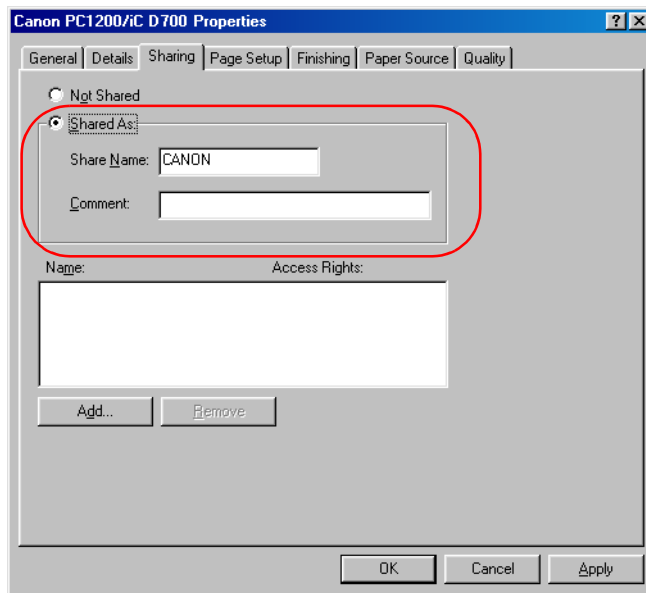 Canon PC1200/iC D700 Properties
General Details Sharing Page Setup Finishing Paper Source Quality
Not Shared
Shared As:
Share Name: CANON
Comment:
Name: Access Rights:
Add... Remove
OK Cancel Apply